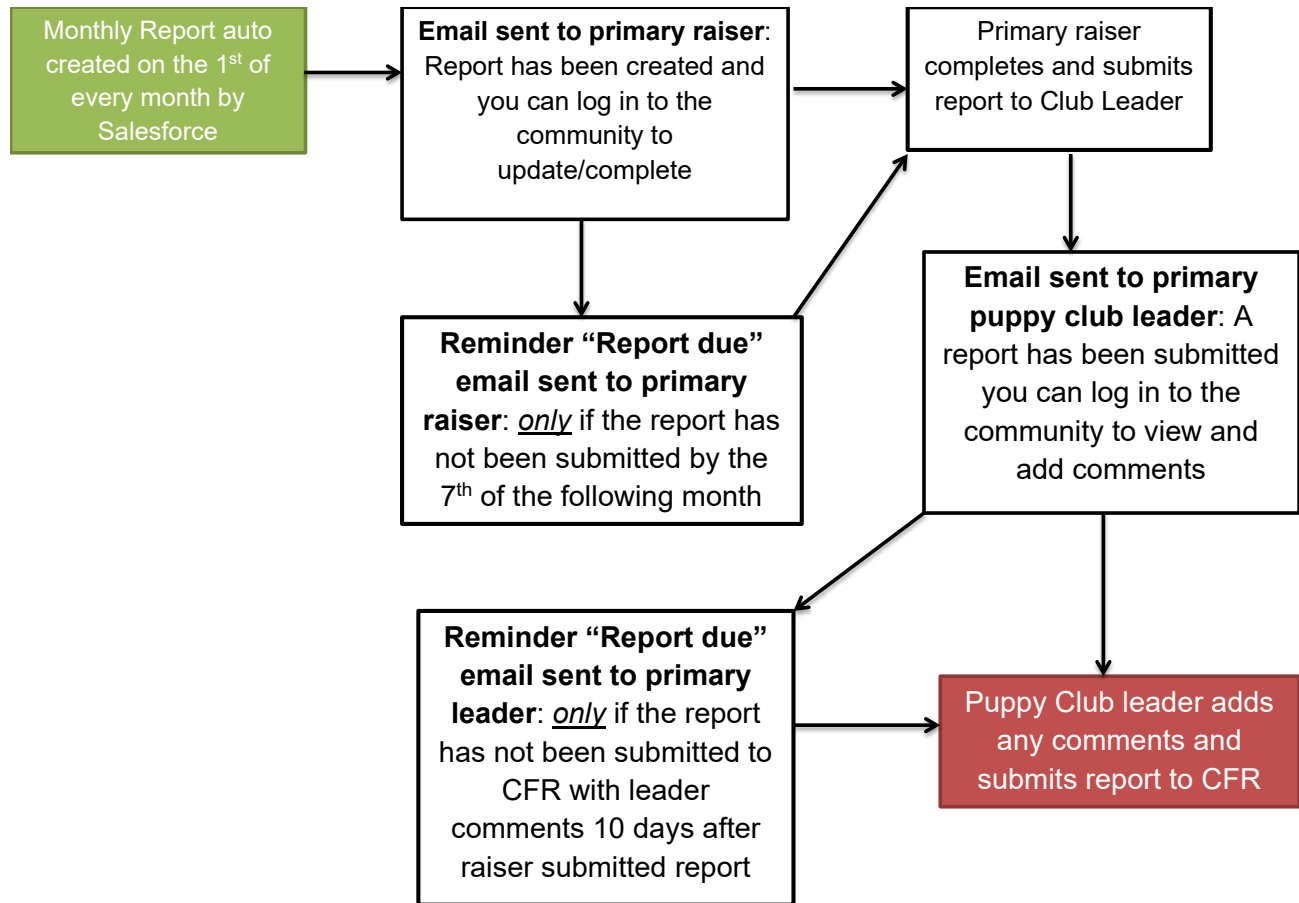 Monthly Report auto
created on the 1st of
every month by
Salesforce
Email sent to primary raiser:
Report has been created and
you can log in to the
community to
update/complete
Primary raiser
completes and submits
report to Club Leader
Reminder “Report due”
email sent to primary
raiser: only if the report has
not been submitted by the
7th of the following month
Email sent to primary
puppy club leader: A
report has been submitted
you can log in to the
community to view and
add comments
Reminder “Report due”
email sent to primary
leader: only if the report
has not been submitted to
CFR with leader
comments 10 days after
raiser submitted report
Puppy Club leader adds
any comments and
submits report to CFR